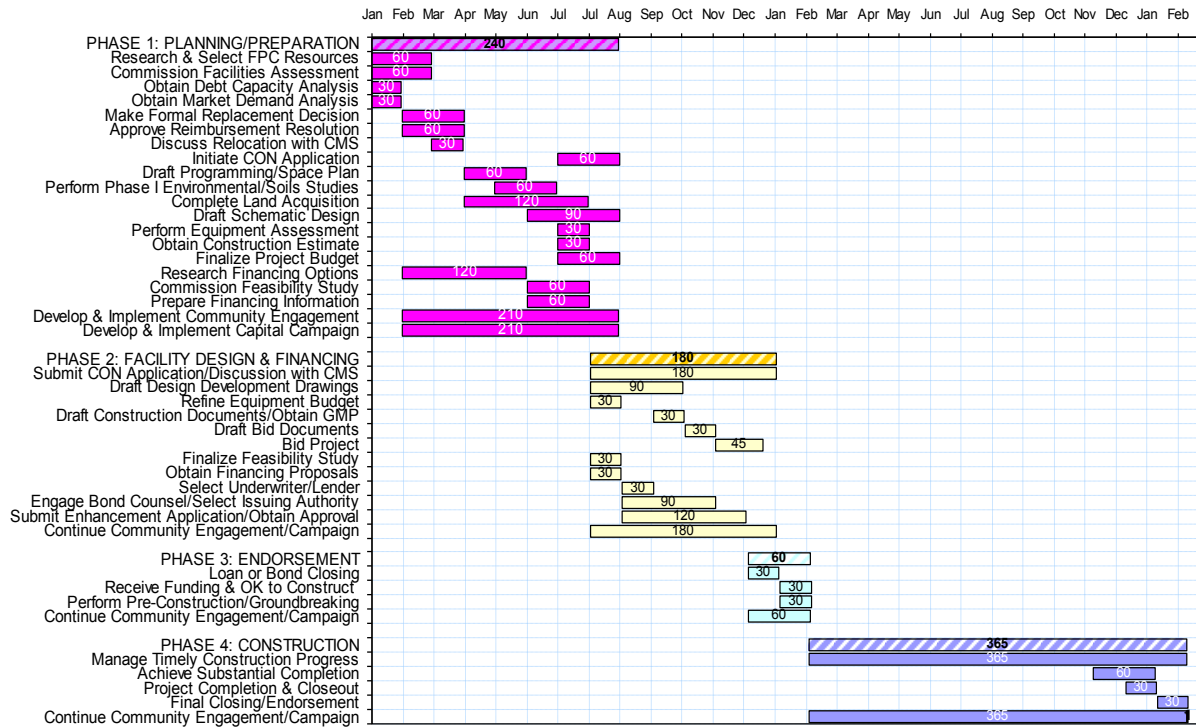 Jan Feb Mar Apr May Jun Jul Aug Sep Oct Nov Dec Jan Feb Mar Apr May Jun Jul Aug Sep Oct Nov Dec Jan Feb
PHASE 1: PLANNING/PREPARATION 240
Research & Select FPC Resources 60
Commission Facilities Assessment 60
Obtain Debt Capacity Analysis 30
Obtain Market Demand Analysis 30
Make Formal Replacement Decision 60
Approve Reimbursement Resolution 60
Discuss Relocation with CMS 30
Initiate CON Application 60
Draft Programming/Space Plan 60
Perform Phase I Environmental/Soils Studies 60
Complete Land Acquisition 120
Draft Schematic Design 90
Perform Equipment Assessment 30
Obtain Construction Estimate 30
Finalize Project Budget 60
Research Financing Options 120
Commission Feasibility Study 60
Prepare Financing Information 60
Develop & Implement Community Engagement 210
Develop & Implement Capital Campaign 210
PHASE 2: FACILITY DESIGN & FINANCING 180
Submit CON Application/Discussion with CMS 180
Draft Design Development Drawings 90
Refine Equipment Budget 30
Draft Construction Documents/Obtain GMP 30
Draft Bid Documents 30
Bid Project 45
Finalize Feasibility Study 30
Obtain Financing Proposals 30
Select Underwriter/Lender 30
Engage Bond Counsel/Select Issuing Authority 90
Submit Enhancement Application/Obtain Approval 120
Continue Community Engagement/Campaign 180
PHASE 3: ENDORSEMENT 60
Loan or Bond Closing 30
Receive Funding & OK to Construct 30
Perform Pre-Construction/Groundbreaking 30
Continue Community Engagement/Campaign 60
PHASE 4: CONSTRUCTION 365
Manage Timely Construction Progress 365
Achieve Substantial Completion 60
Project Completion & Closeout 30
Final Closing/Endorsement 30
Continue Community Engagement/Campaign 365